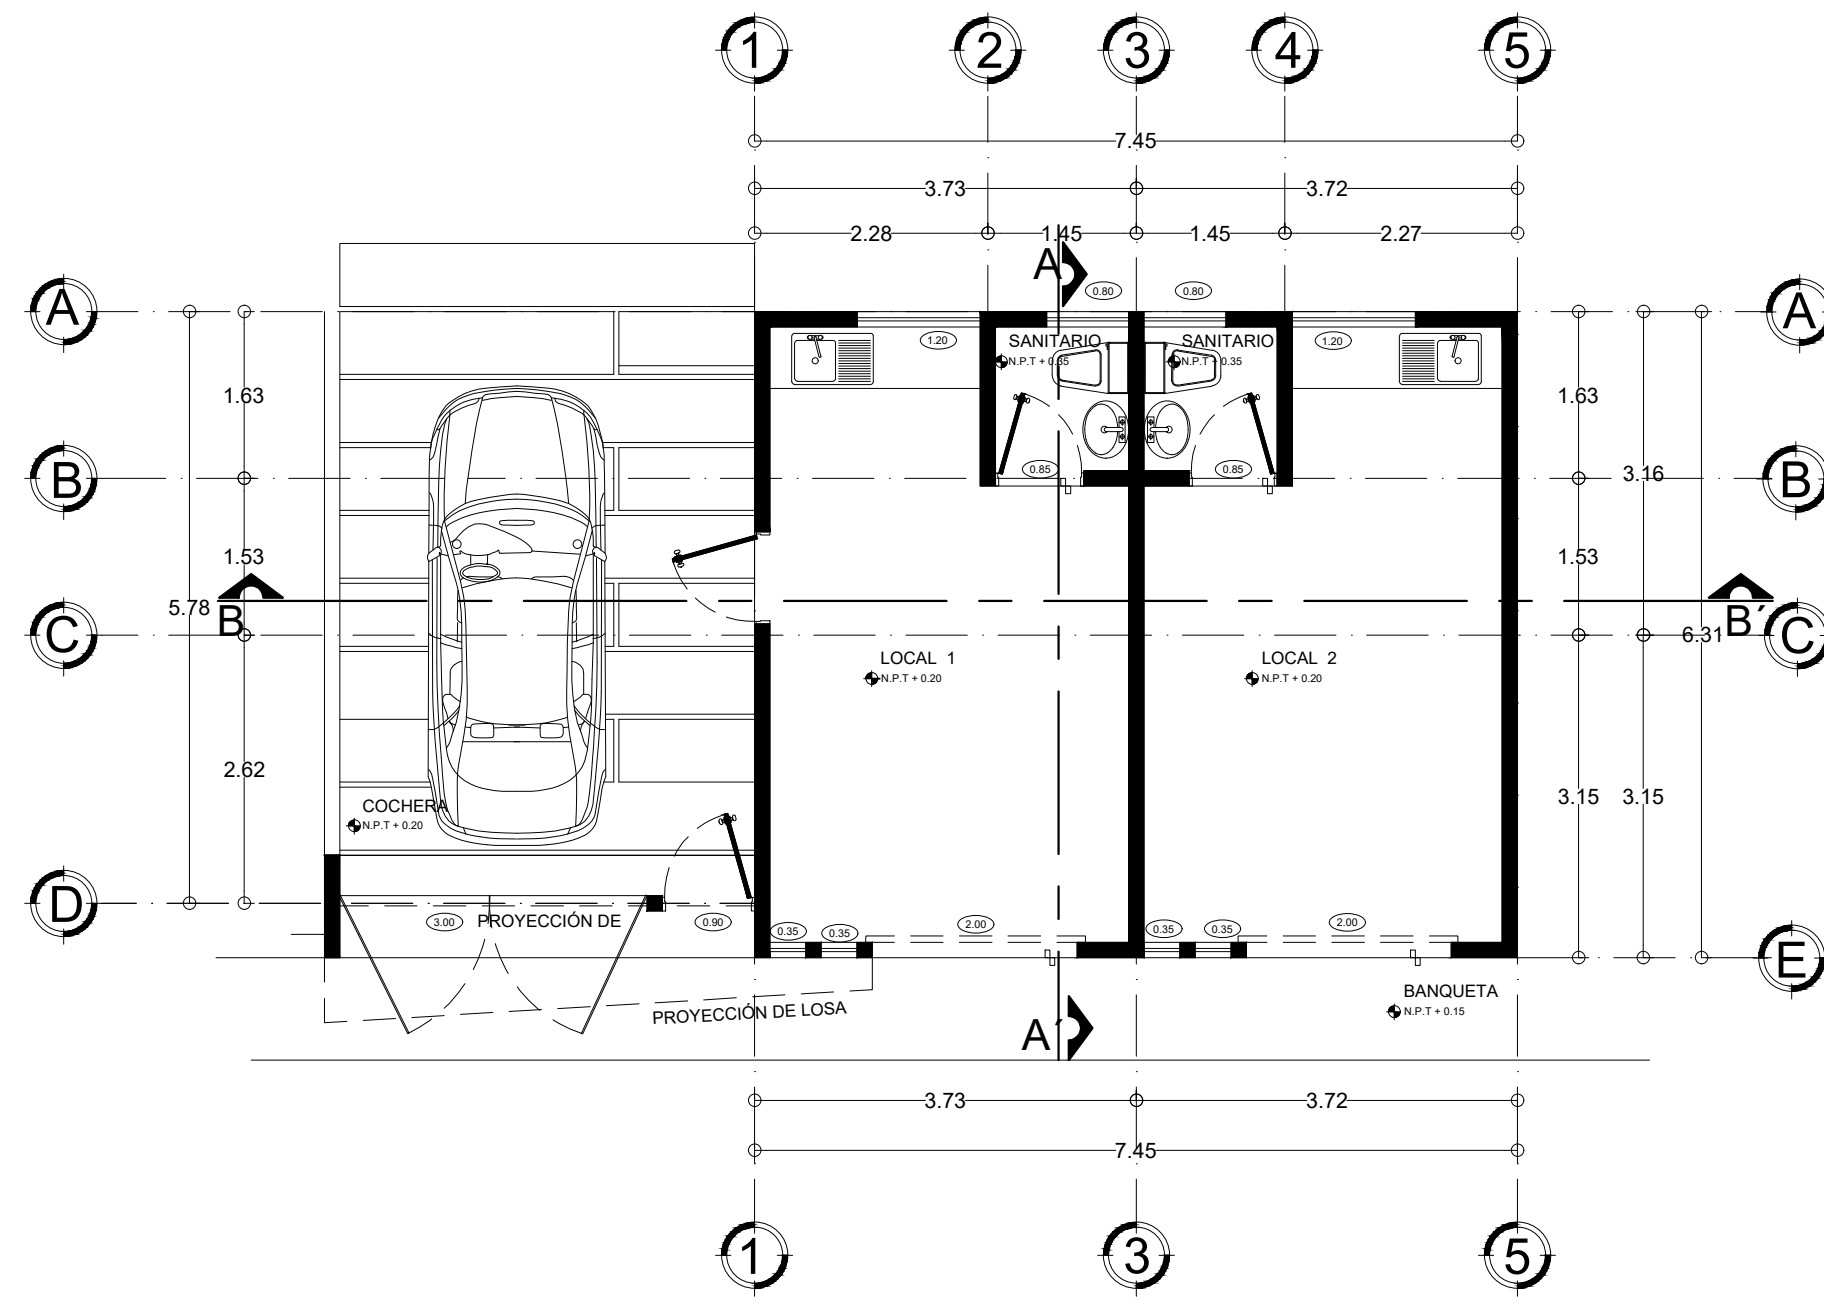 1 2 3 4 5
7.45
3.73 3.72
2.28 1.45 1.45 2.27
A
0.80 0.80
A A
SANITARIO SANITARIO
1.20 1.20
N.P.T + 0.35 N.P.T + 0.35
1.63 1.63
0.85 0.85
B 3.16 B
1.53 1.53
5.78
B B´
C 6.31 C
LOCAL 1 LOCAL 2
N.P.T + 0.20 N.P.T + 0.20
2.62
3.15 3.15
COCHERA
N.P.T + 0.20
D
3.00 PROYECCIÓN DE 0.90
0.35 0.35 2.00 0.35 0.35 2.00
E
BANQUETA
N.P.T + 0.15
PROYECCIÓN DE LOSA
A´
3.73 3.72
7.45
1 3 5